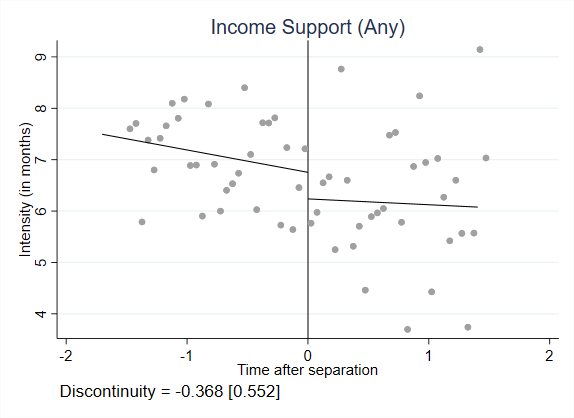 Income Support (Any)
Intensity (in months)
9
8
7
6
5
4
-2 -1 0 1 2
Time after separation
Discontinuity = -0.368 [0.552]